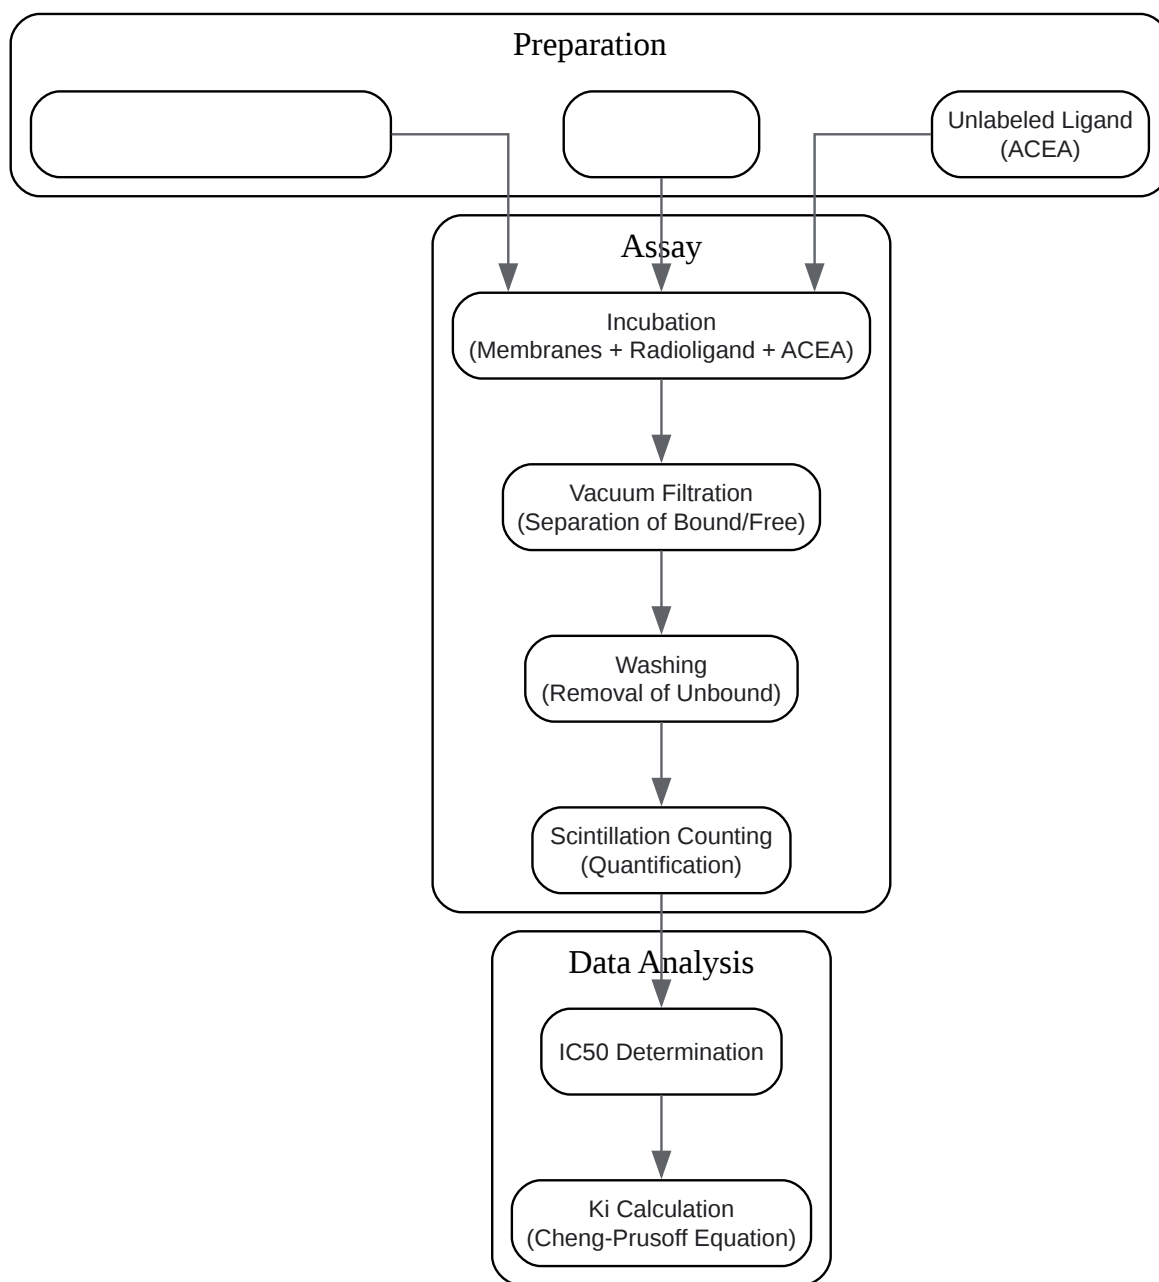 Preparation
Unlabeled Ligand
(ACEA)
Assay
Incubation
(Membranes + Radioligand + ACEA)
Vacuum Filtration
(Separation of Bound/Free)
Washing
(Removal of Unbound)
Scintillation Counting
(Quantification)
Data Analysis
IC50 Determination
Ki Calculation
(Cheng-Prusoff Equation)